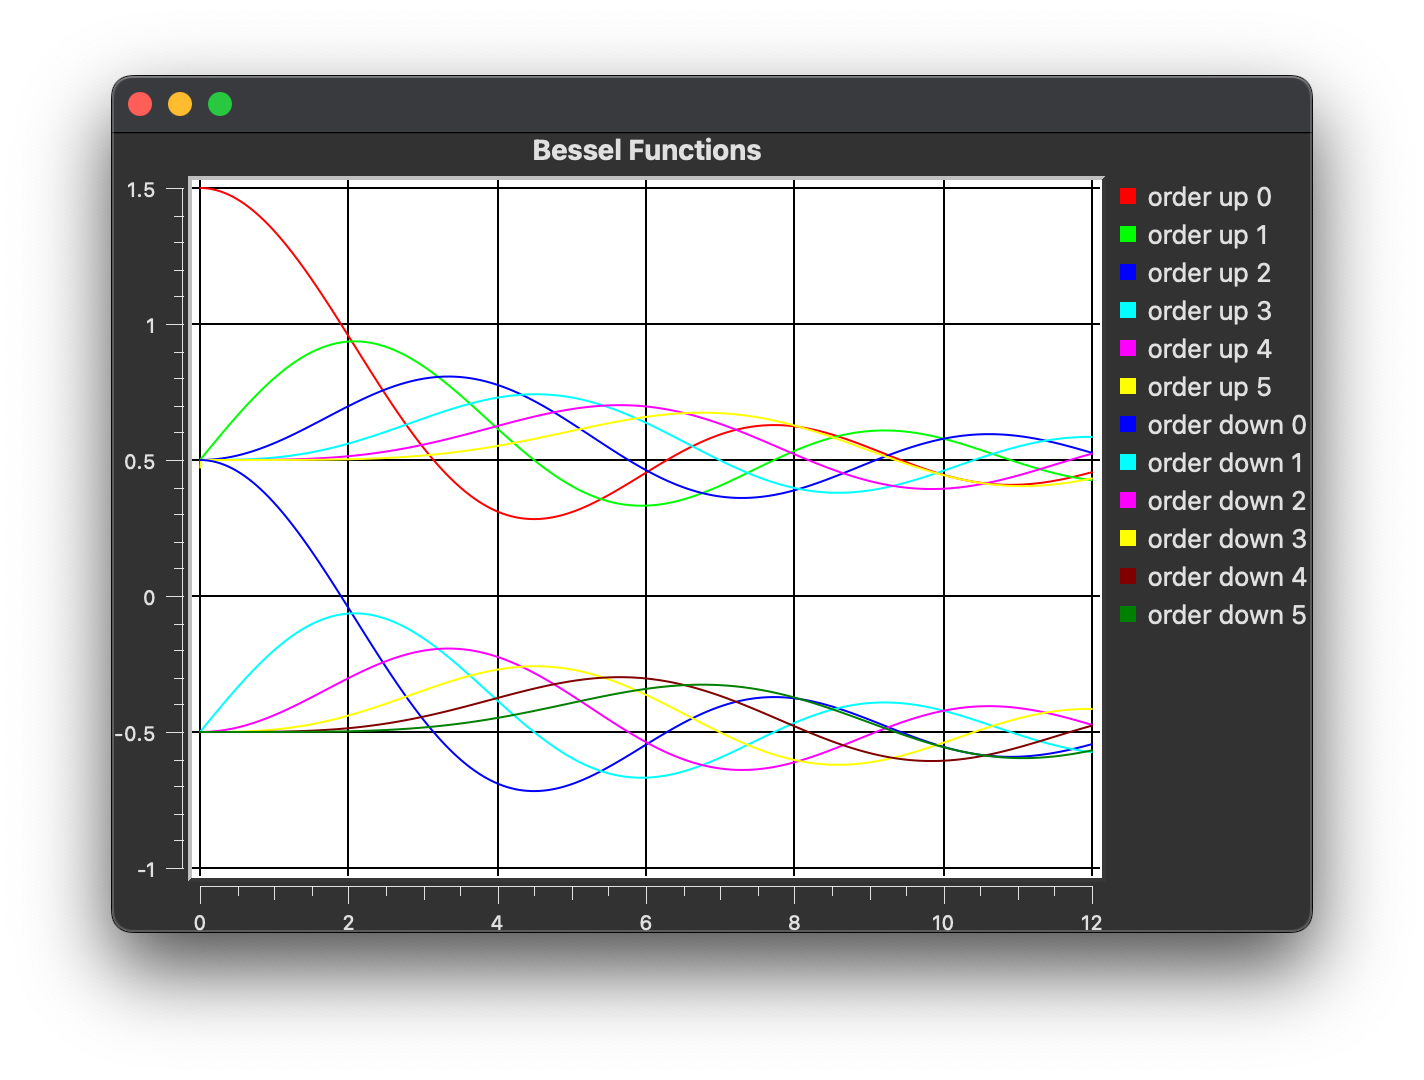 Bessel Functions
1.5
1
0.5
0
-0.5
-1
0 2 4 6 8 10 12
order up 0
order up 1
order up 2
order up 3
order up 4
order up 5
order down 0
order down 1
order down 2
order down 3
order down 4
order down 5